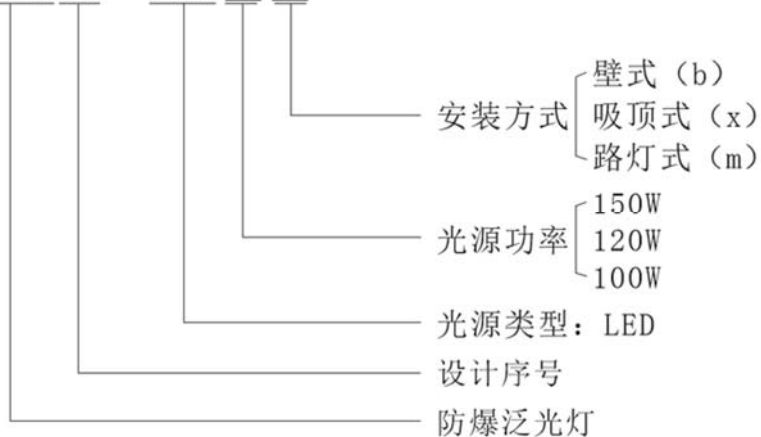 壁式（b）
安装方式
吸顶式（x）
路灯式（m）
150W
光源功率
120W
100W
光源类型：LED
设计序号
防爆泛光灯